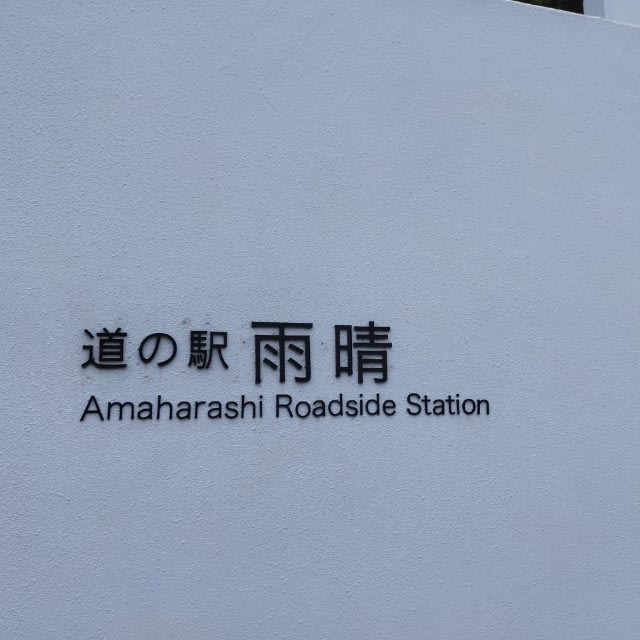 道の駅 雨晴
Amaharashi Roadside Station